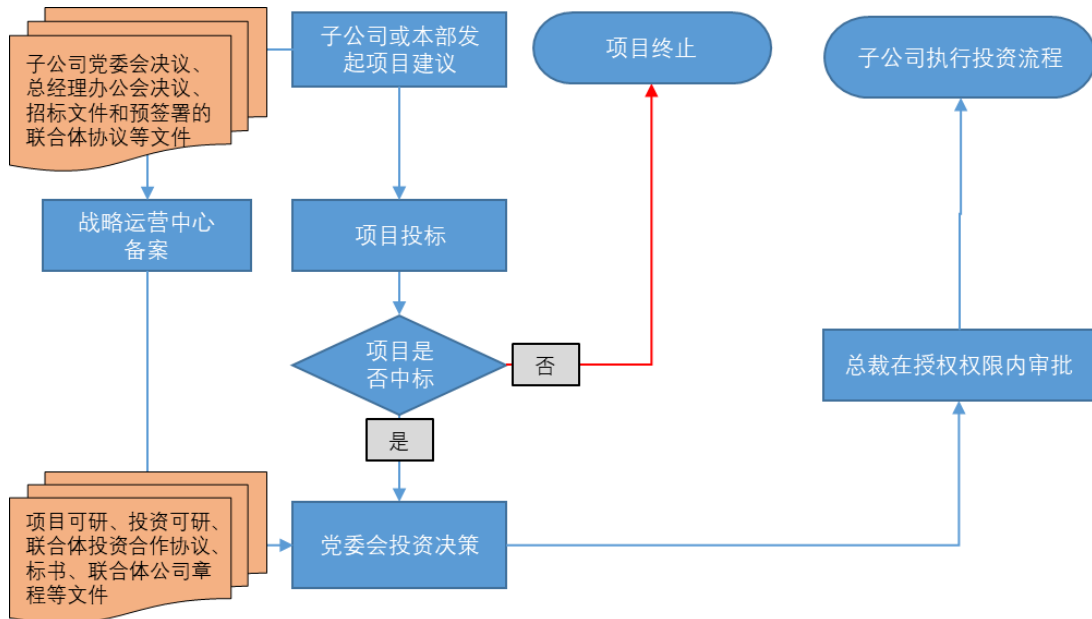 子公司党委会决议、
总经理办公会决议、
招标文件和预签署的
联合体协议等文件
子公司或本部发
起项目建议
项目终止
子公司执行投资流程
战略运营中心
备案
项目投标
项目是
否中标
否
总裁在授权权限内审批
是
项目可研、投资可研、
联合体投资合作协议、
标书、联合体公司章
程等文件
党委会投资决策